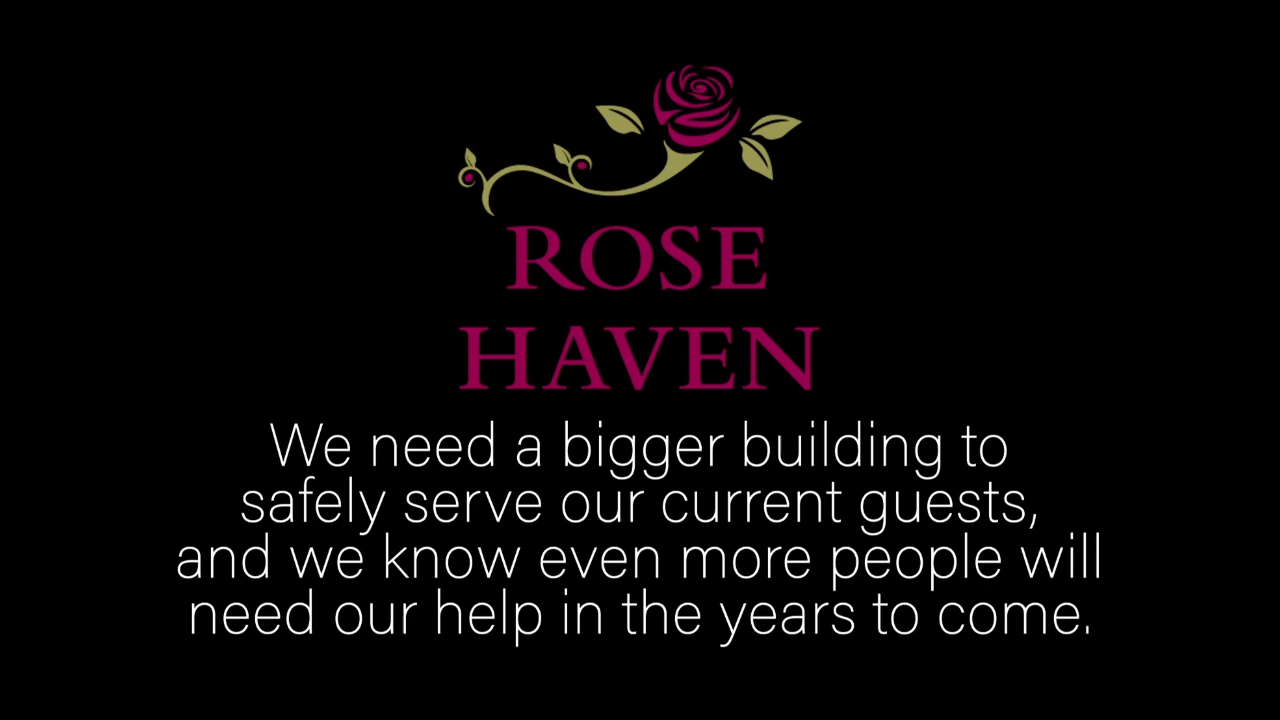 ROSE
HAVEN
We need a bigger building to
safely serve our current guests,
and we know even more people will
need our help in the years to come.